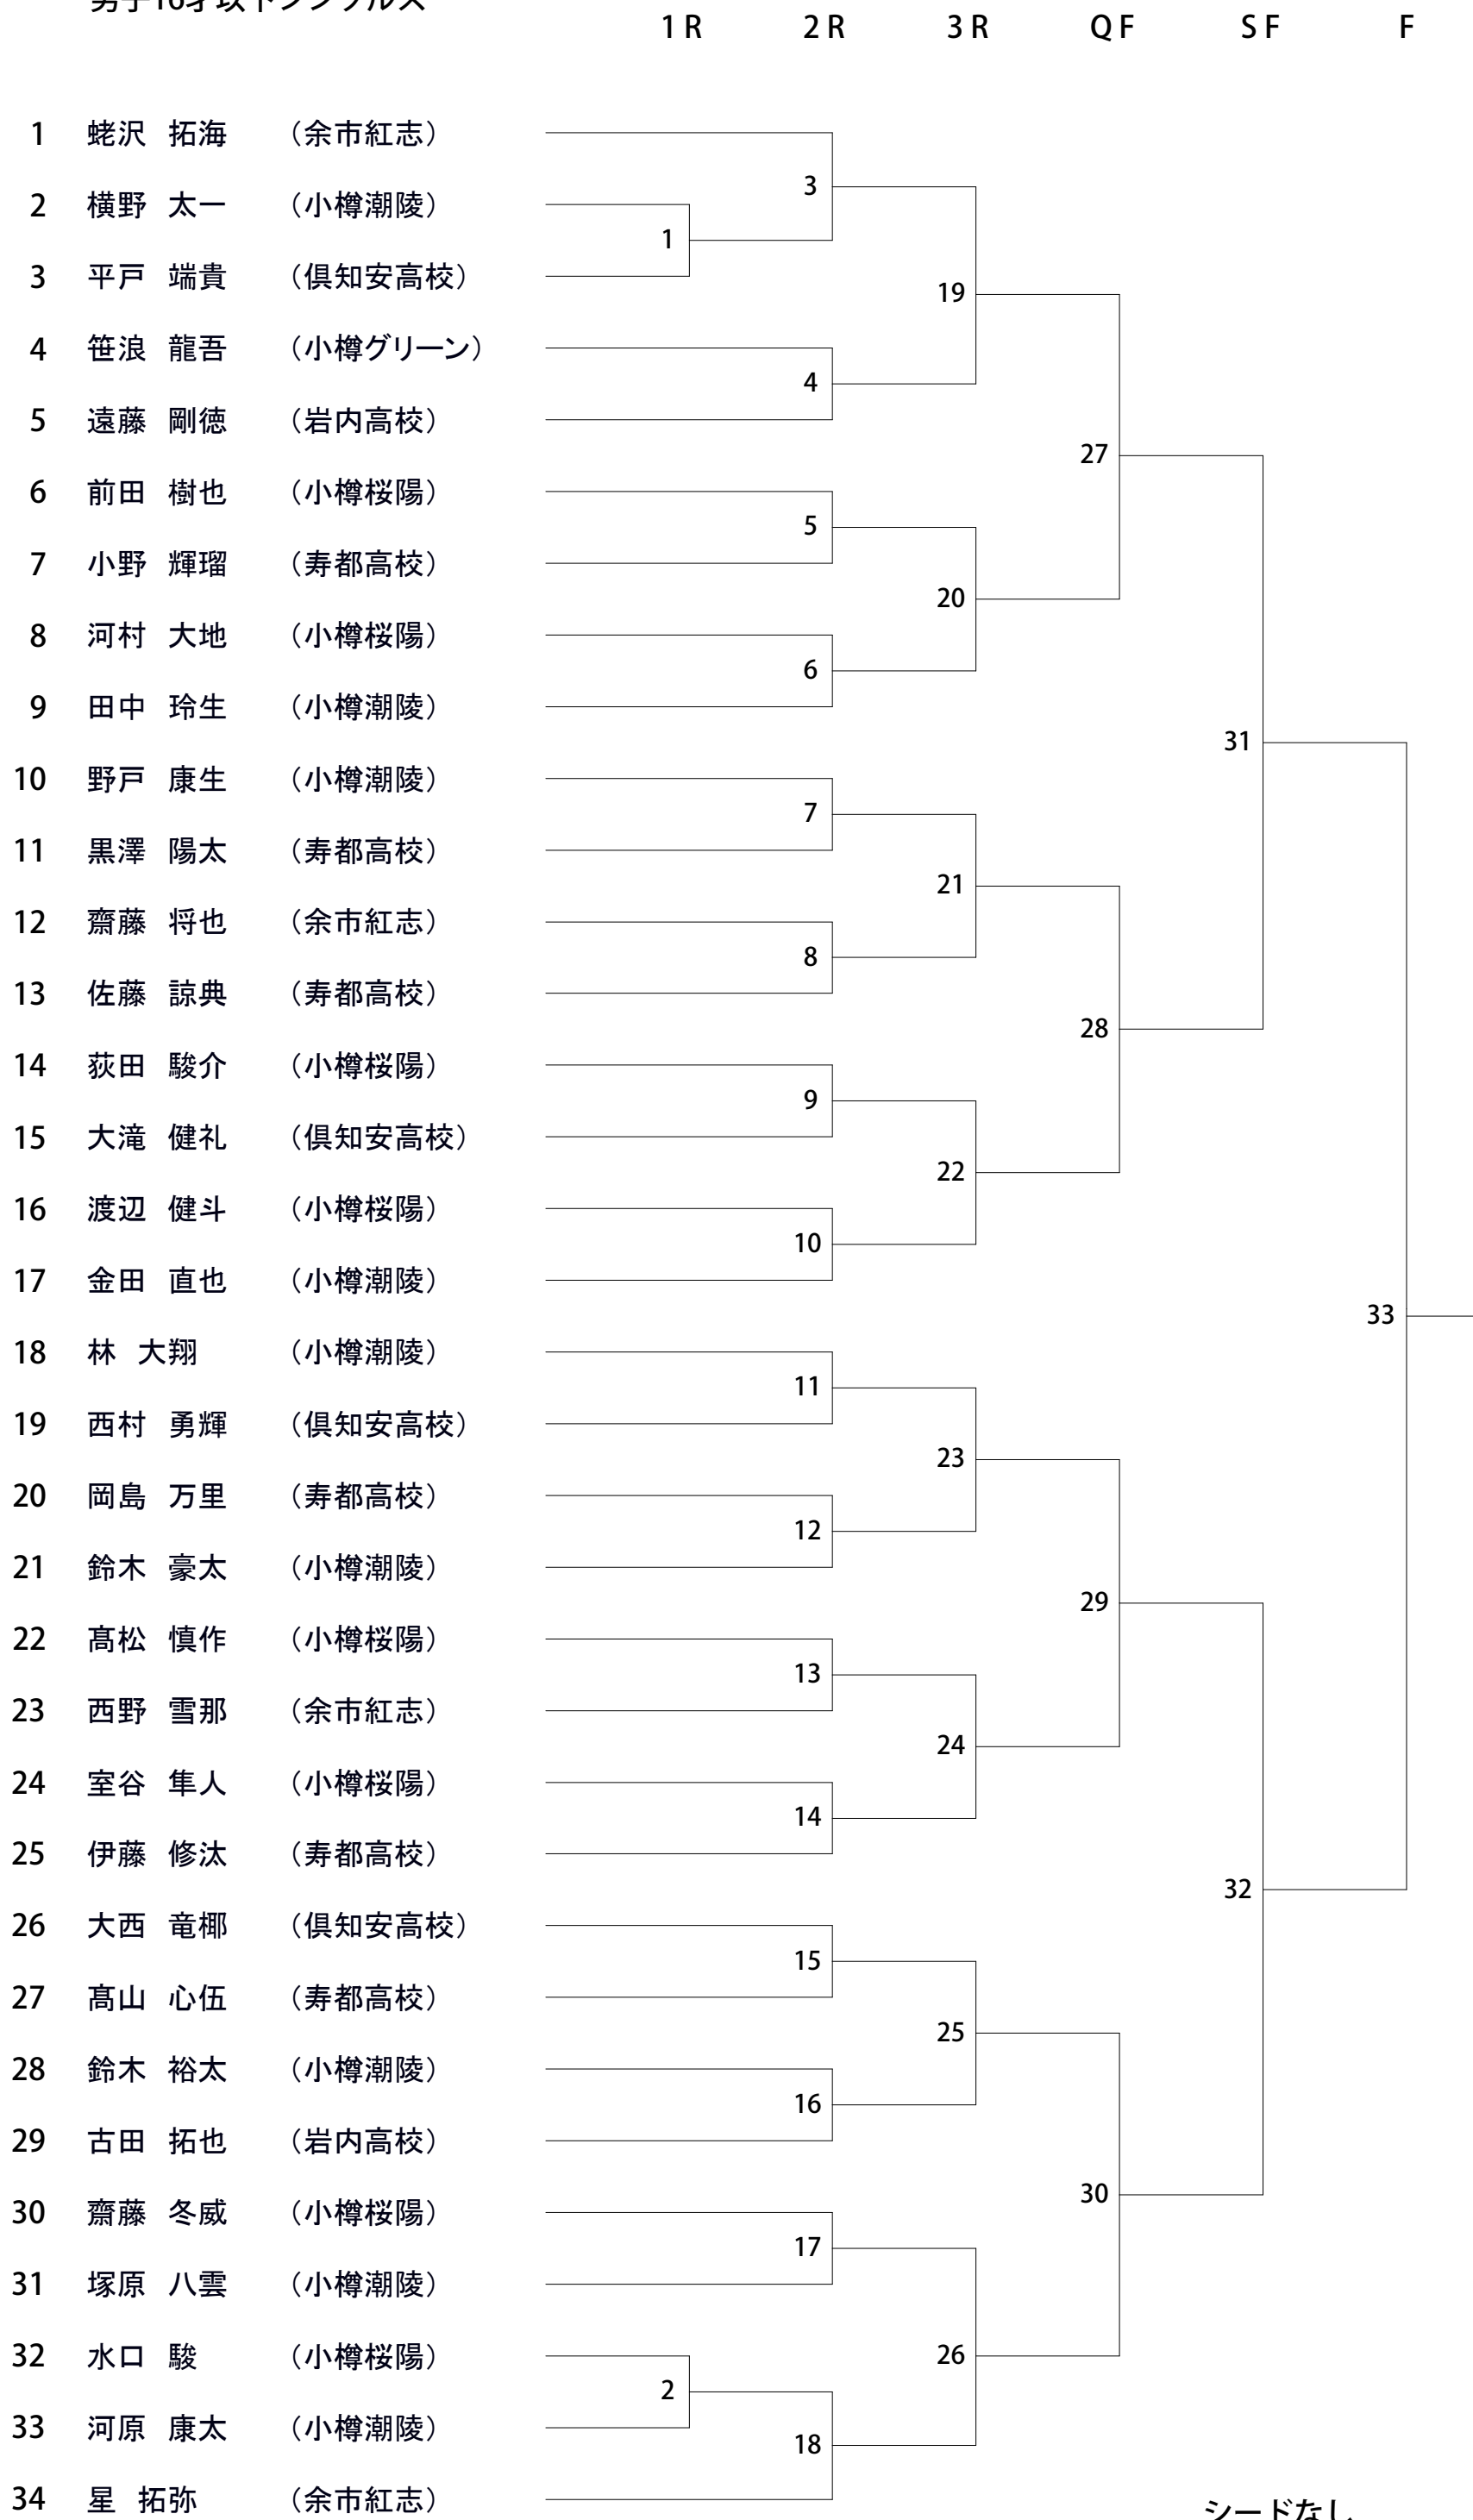 男子16才以下シングルス
1R 2R 3R QF SF F
1 蛯沢 拓海 （余市紅志）
3
2 横野 太一 （小樽潮陵）
1
3 平戸 端貴 （倶知安高校）
19
4 笹浪 龍吾 （小樽グリーン）
4
5 遠藤 剛徳 （岩内高校）
27
6 前田 樹也 （小樽桜陽）
5
7 小野 輝瑠 （寿都高校）
20
8 河村 大地 （小樽桜陽）
6
9 田中 玲生 （小樽潮陵）
31
10 野戸 康生 （小樽潮陵）
7
11 黒澤 陽太 （寿都高校）
21
12 齋藤 将也 （余市紅志）
8
13 佐藤 諒典 （寿都高校）
28
14 荻田 駿介 （小樽桜陽）
9
15 大滝 健礼 （倶知安高校）
22
16 渡辺 健斗 （小樽桜陽）
10
17 金田 直也 （小樽潮陵）
33
18 林 大翔 （小樽潮陵）
11
19 西村 勇輝 （倶知安高校）
23
20 岡島 万里 （寿都高校）
12
21 鈴木 豪太 （小樽潮陵）
29
22 髙松 慎作 （小樽桜陽）
13
23 西野 雪那 （余市紅志）
24
24 室谷 隼人 （小樽桜陽）
14
25 伊藤 修汰 （寿都高校）
32
26 大西 竜椰 （倶知安高校）
15
27 髙山 心伍 （寿都高校）
25
28 鈴木 裕太 （小樽潮陵）
16
29 古田 拓也 （岩内高校）
30
30 齋藤 冬威 （小樽桜陽）
17
31 塚原 八雲 （小樽潮陵）
26
32 水口 駿 （小樽桜陽）
2
33 河原 康太 （小樽潮陵）
18
34 星 拓弥 （余市紅志）
シードなし